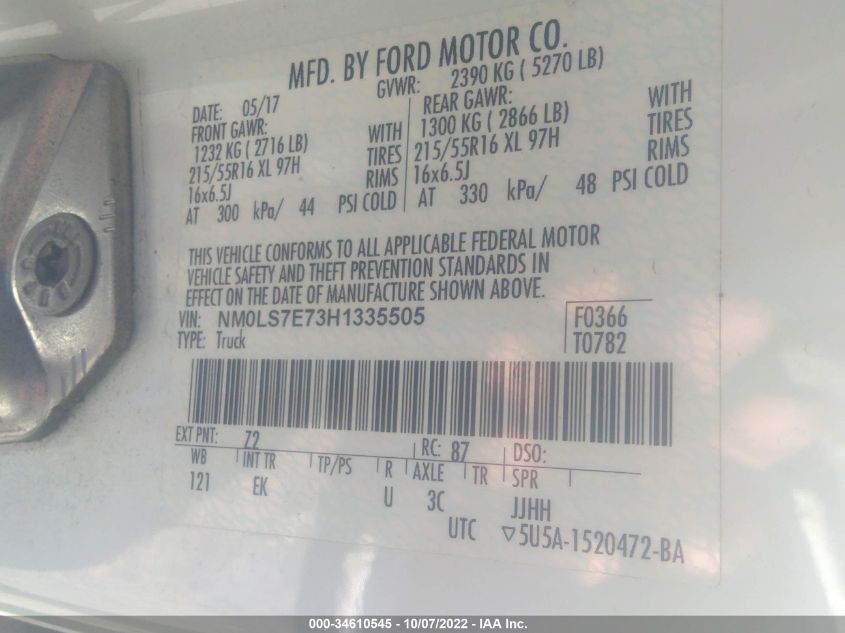 MFD. BY FORD MOTOR CO.
DATE: 05/17
GVWR: 2390 KG ( 5270 LB)
FRONT GAWR:
1232 KG ( 2716 LB)
215/55R16 XL 97H
16x6.5J
AT 300 kPa/ 44 PSI COLD
WITH
TIRES
RIMS
REAR GAWR:
1300 KG ( 2866 LB)
215/55R16 XL 97H
16x6.5J
AT 330 kPa/ 48 PSI COLD
WITH
TIRES
RIMS
THIS VEHICLE CONFORMS TO ALL APPLICABLE FEDERAL MOTOR
VEHICLE SAFETY AND THEFT PREVENTION STANDARDS IN
EFFECT ON THE DATE OF MANUFACTURE SHOWN ABOVE.
VIN: NM0LS7E73H1335505
TYPE: Truck
F0366
T0782
EXT PNT: 72 RC: 87 DSO:
WB INT TR TP/PS R AXLE TR SPR
121 EK U 3C JJHH
UTC ▽5U5A-1520472-BA
000-34610545 - 10/07/2022 - IAA Inc.